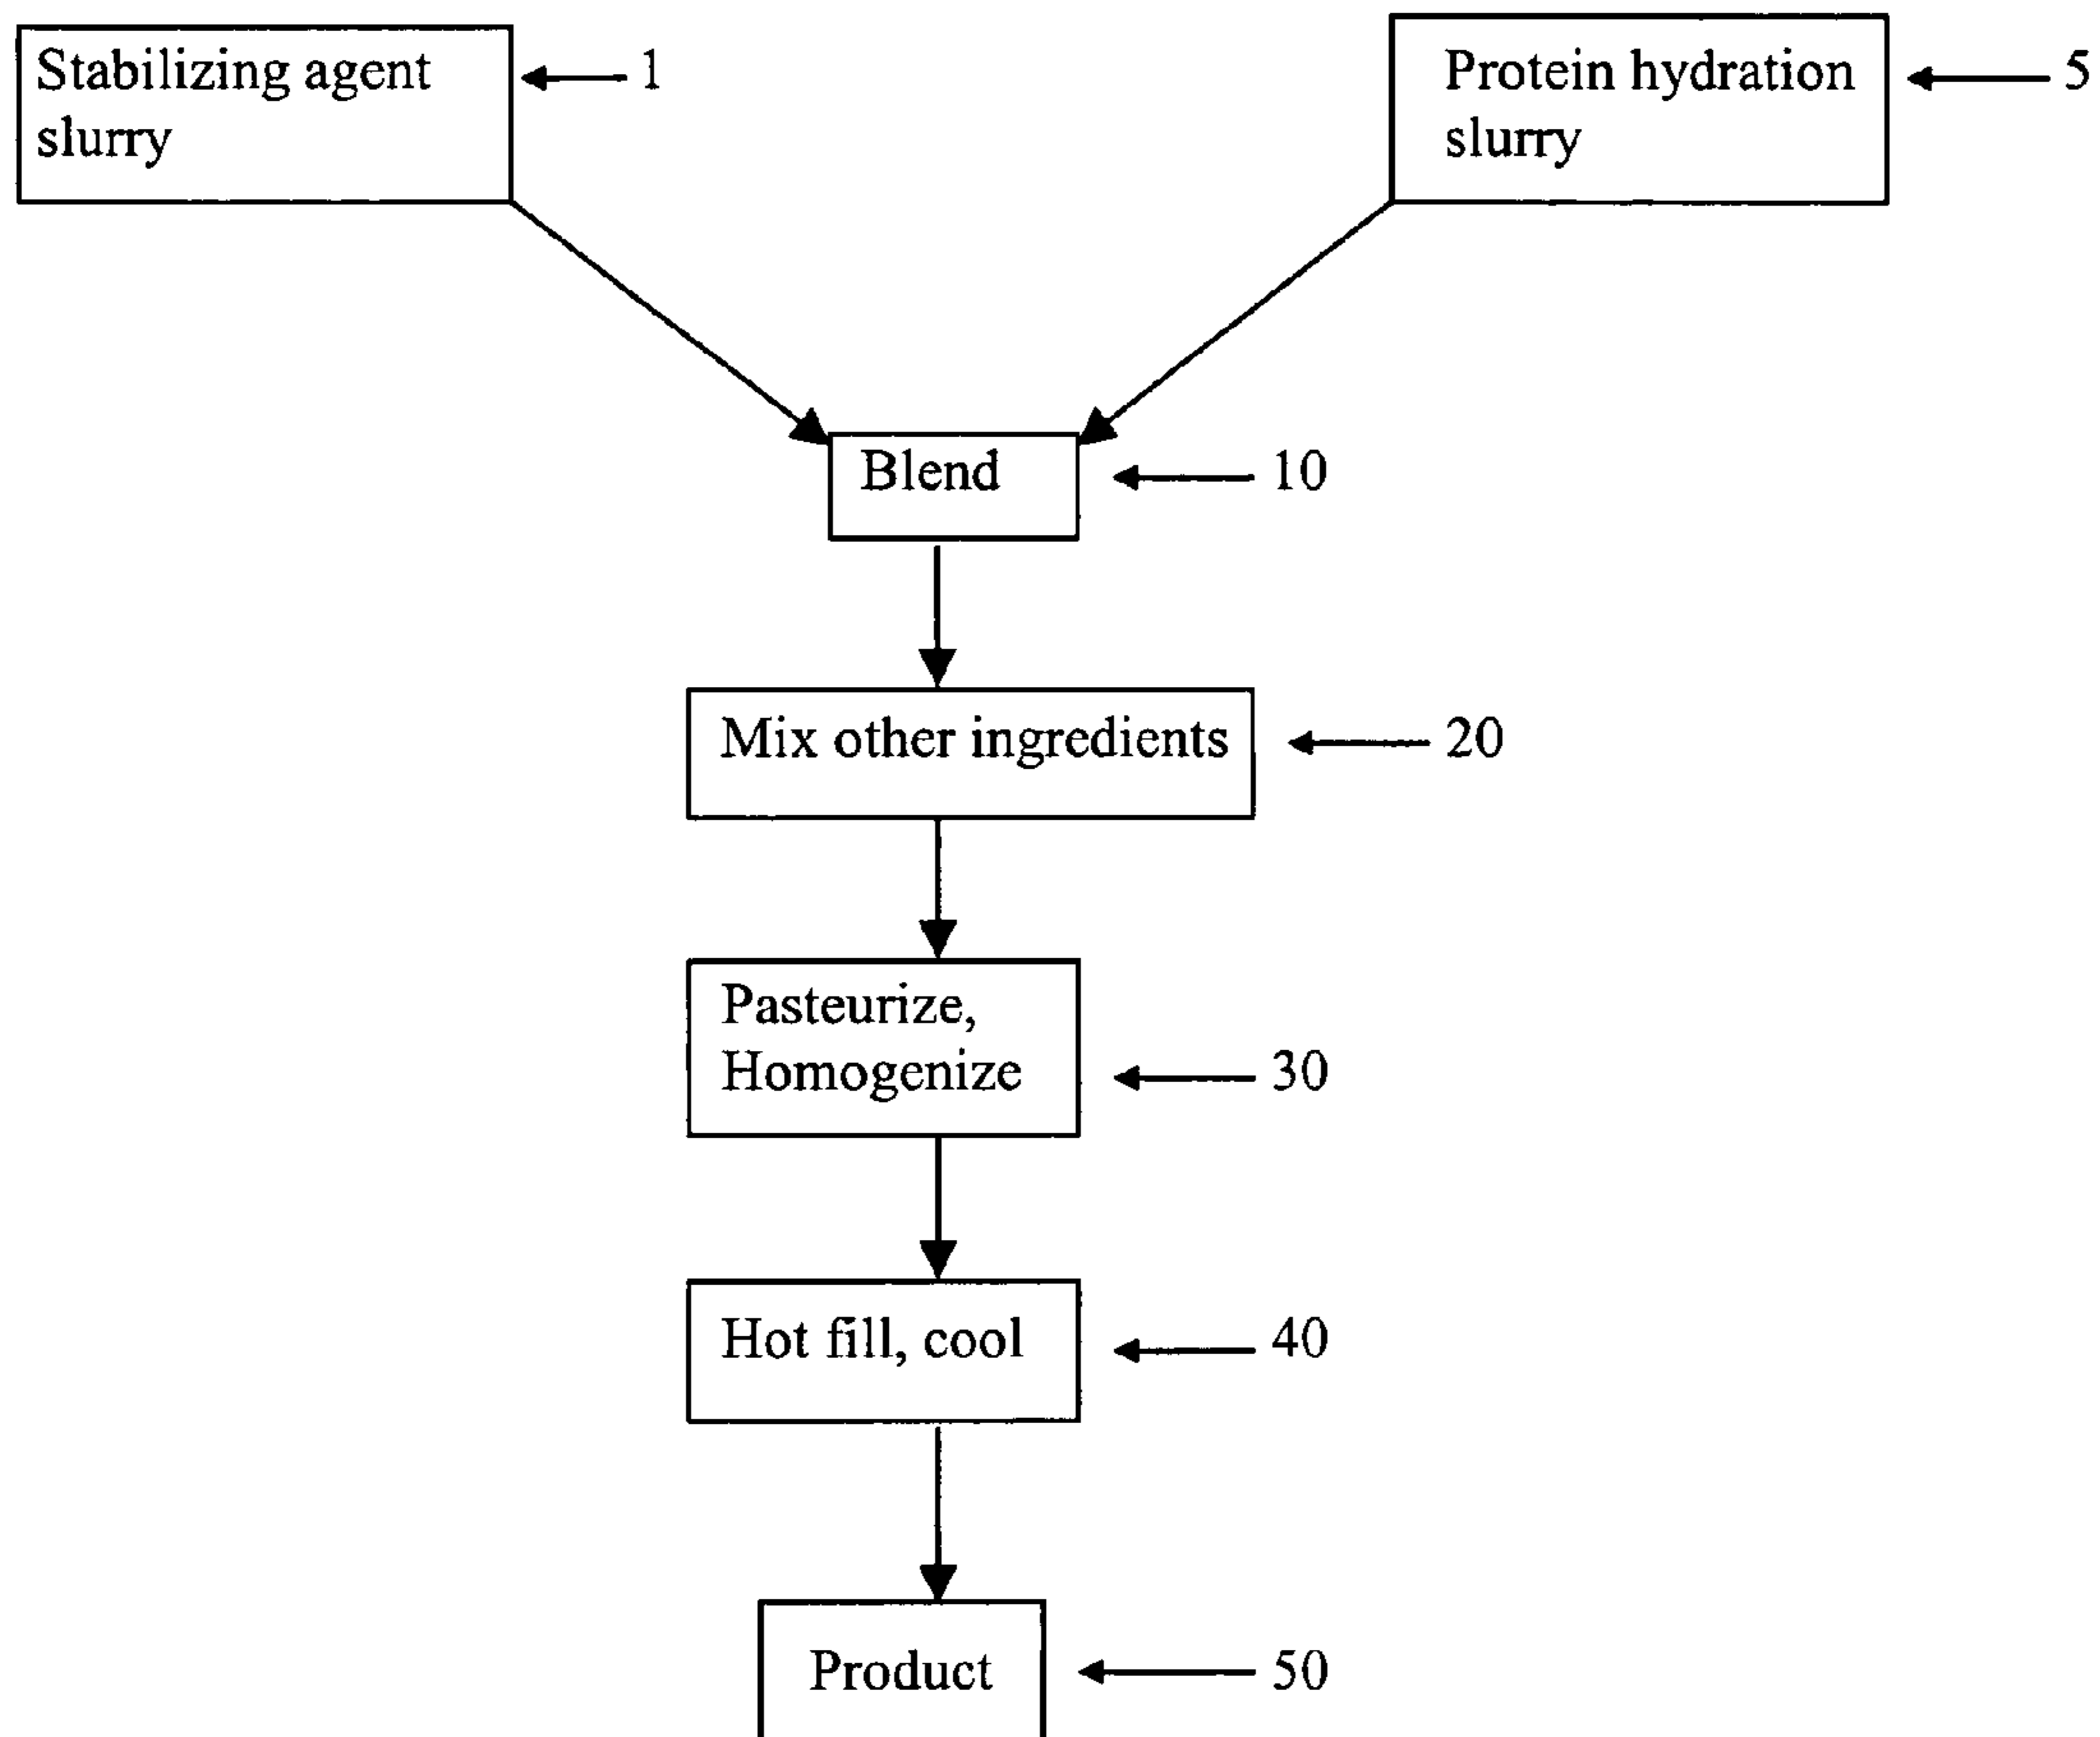 Stabilizing agent
slurry
1
Protein hydration
slurry
5
Blend
10
Mix other ingredients
20
Pasteurize,
Homogenize
30
Hot fill, cool
40
Product
50